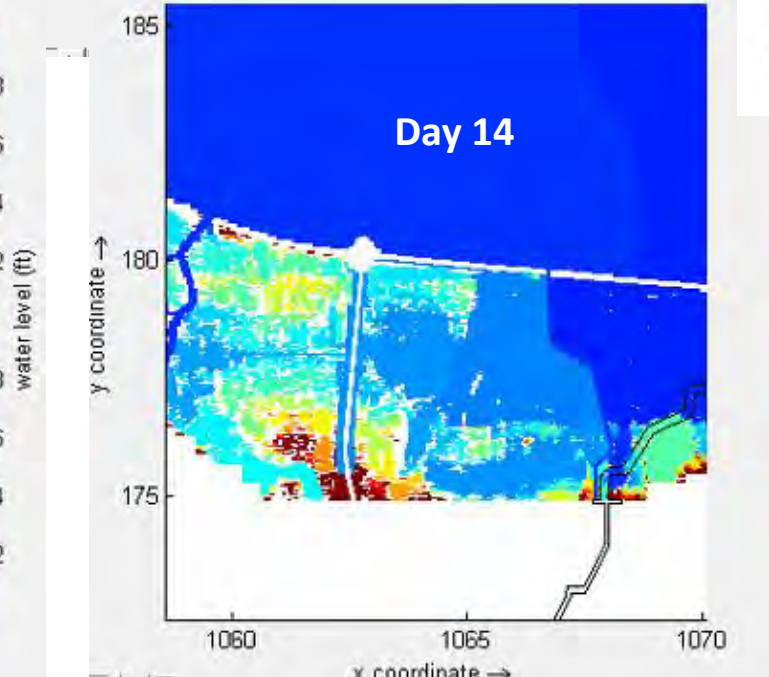 185
Day 14
180
175
1060
1065
1070
x coordinate →
y coordinate →
water level (ft)